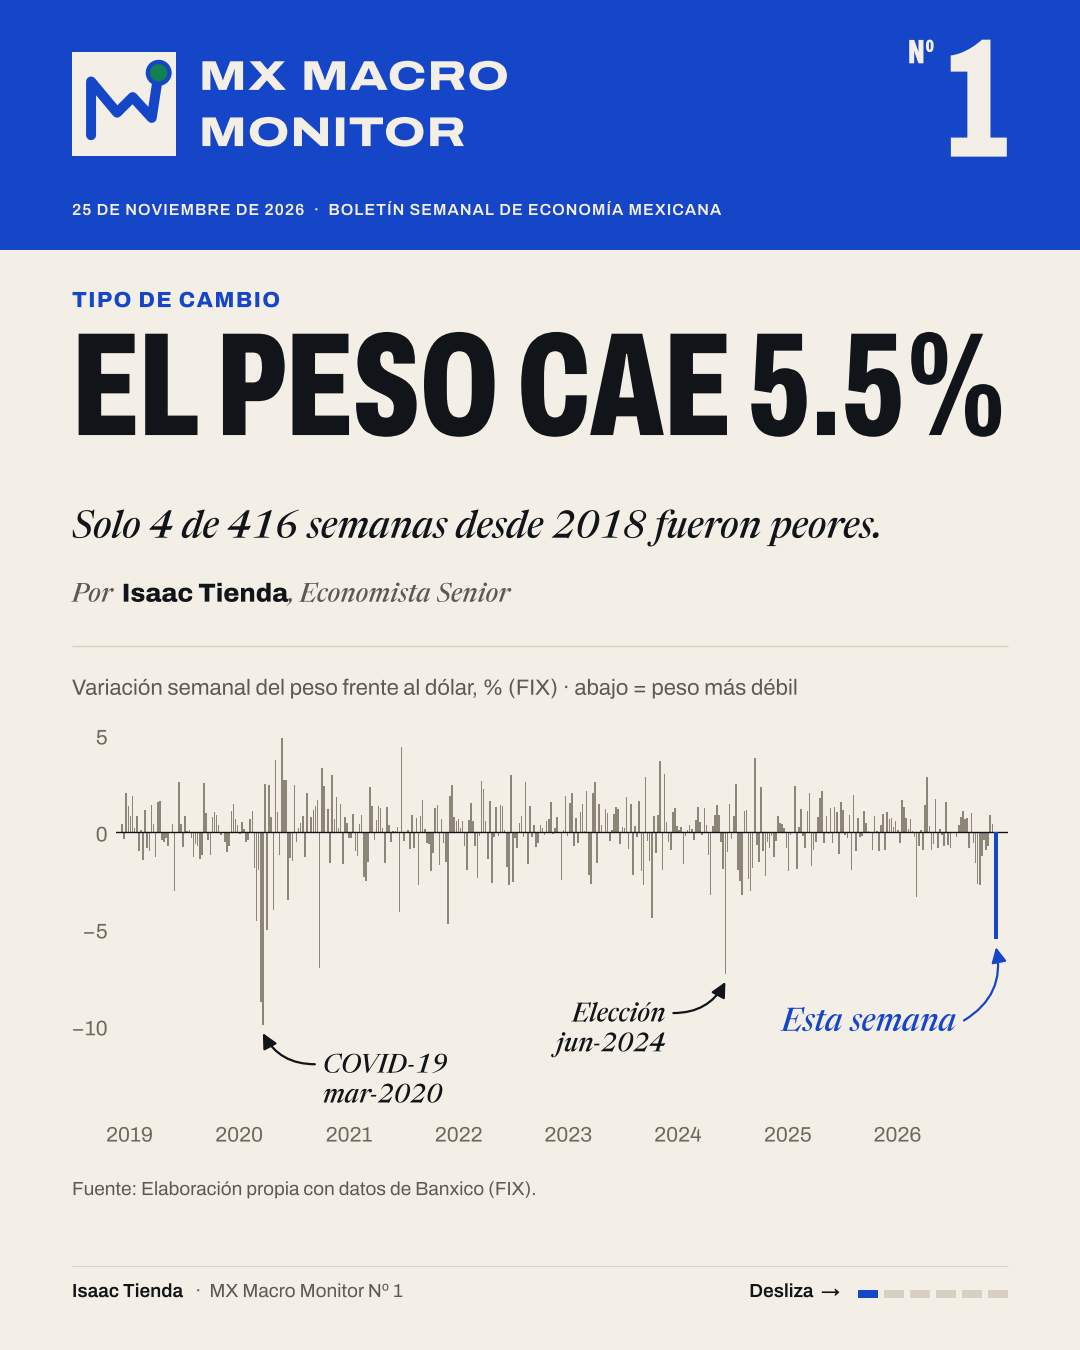 MX MACRO
MONITOR
Nº 1
25 DE NOVIEMBRE DE 2026 · BOLETÍN SEMANAL DE ECONOMÍA MEXICANA
TIPO DE CAMBIO
EL PESO CAE 5.5%
Solo 4 de 416 semanas desde 2018 fueron peores.
Por Isaac Tienda, Economista Senior
Variación semanal del peso frente al dólar, % (FIX) · abajo = peso más débil
5
0
−5
−10
Elección
jun-2024
Esta semana
COVID-19
mar-2020
2019 2020 2021 2022 2023 2024 2025 2026
Fuente: Elaboración propia con datos de Banxico (FIX).
Isaac Tienda · MX Macro Monitor Nº 1
Desliza →